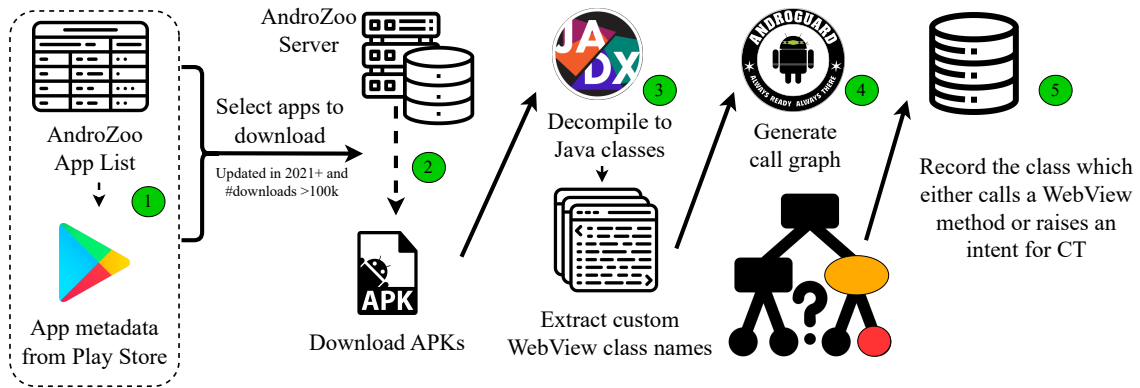 AndroZoo
App List
1
App metadata
from Play Store
Select apps to
download
Updated in 2021+ and
#downloads >100k
AndroZoo
Server
2
APK
Download APKs
JA
DX
3
Decompile to
Java classes
Extract custom
WebView class names
ANDROGUARD
ALWAYS READY ALWAYS THERE
4
Generate
call graph
?
5
Record the class which
either calls a WebView
method or raises an
intent for CT